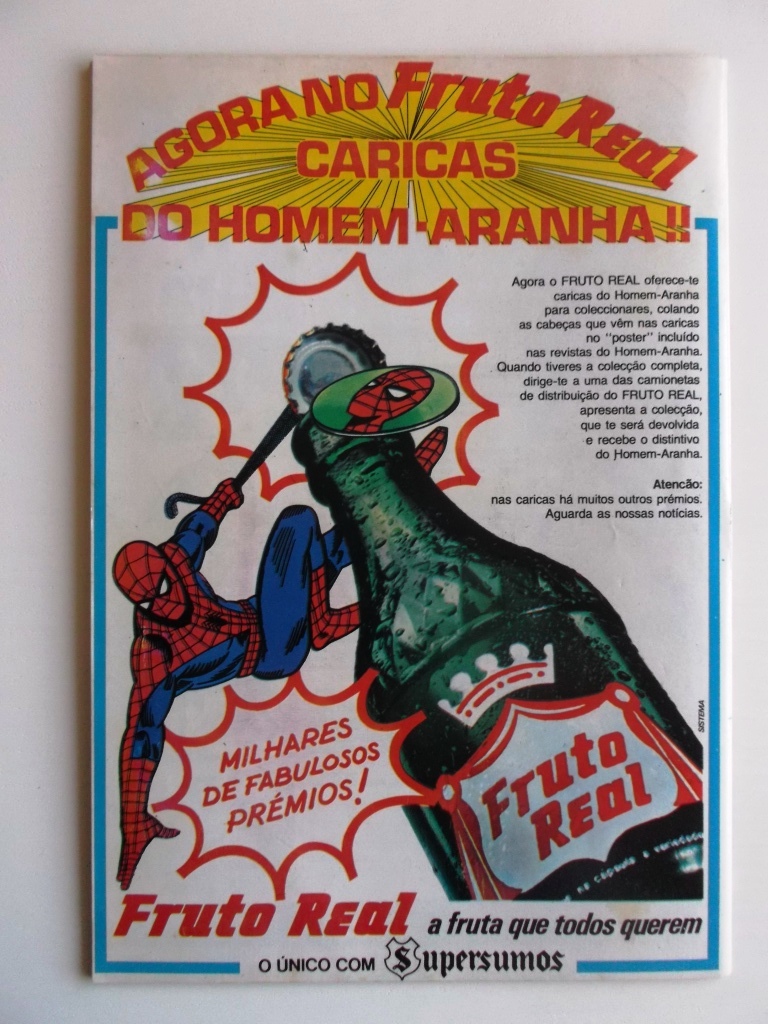 AGORA NO Fruto Real
CARICAS
DO HOMEM-ARANHA!!
Agora o FRUTO REAL oferece-te
caricas do Homem-Aranha
para coleccionares, colando
as cabeças que vêm nas caricas
no "poster" incluído
nas revistas do Homem-Aranha.
Quando tiveres a colecção completa,
dirige-te a uma das camionetas
de distribuição do FRUTO REAL,
apresenta a colecção,
que te será devolvida
e recebe o distintivo
do Homem-Aranha.
Atencão:
nas caricas há muitos outros prémios.
Aguarda as nossas notícias.
SISTEMA
MILHARES
DE FABULOSOS
PRÉMIOS!
Fruto
Real
Fruto Real a fruta que todos querem
O ÚNICO COM Supersumos